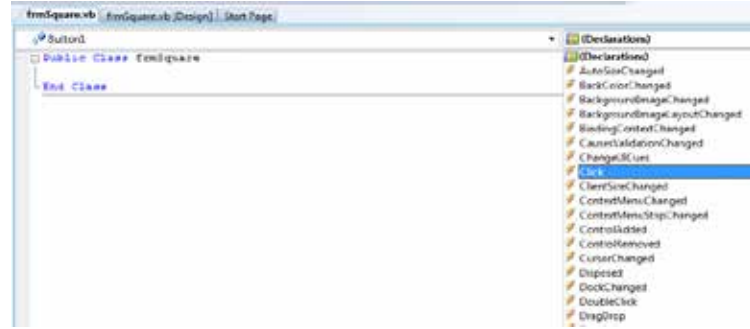 frmSquare.vb frmSquare.vb [Design] Start Page
Button1
(Declarations)
Public Class frmSquare
End Class
(Declarations)
AutoSizeChanged
BackColorChanged
BackgroundImageChanged
BackgroundImageLayoutChanged
BindingContextChanged
CausesValidationChanged
ChangeUICues
Click
ClientSizeChanged
ContextMenuChanged
ContextMenuStripChanged
ControlAdded
ControlRemoved
CursorChanged
Disposed
DockChanged
DoubleClick
DragDrop